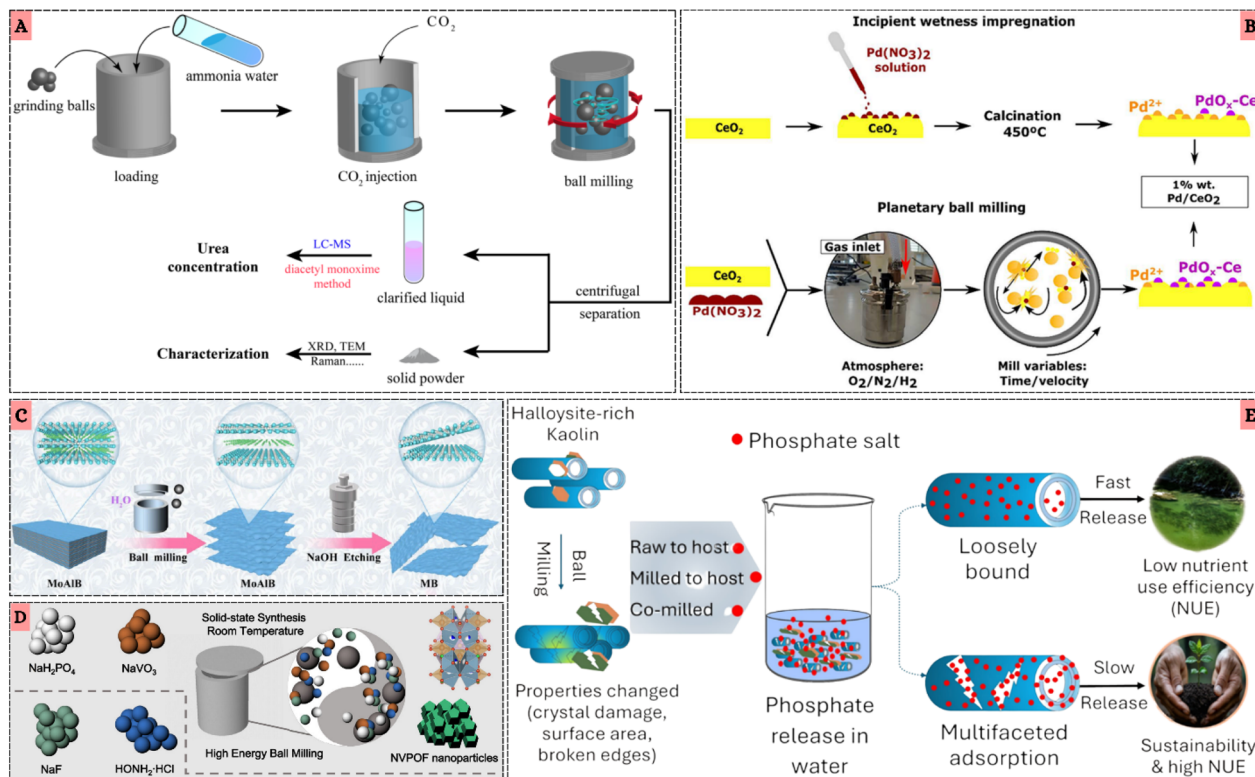 A
CO2
ammonia water
grinding balls
loading
CO2 injection
ball milling
Urea
concentration
LC-MS
diacetyl monoxime
method
clarified liquid
centrifugal
separation
Characterization
XRD, TEM
Raman......
solid powder
B
Incipient wetness impregnation
Pd(NO3)2
solution
CeO2
CeO2
Calcination
450ºC
Pd2+
PdOx-Ce
1% wt.
Pd/CeO2
Planetary ball milling
Gas inlet
CeO2
Pd(NO3)2
Pd2+
PdOx-Ce
Atmosphere:
O2/N2/H2
Mill variables:
Time/velocity
C
H2O
MoAlB
Ball milling
MoAlB
NaOH Etching
MB
D
Solid-state Synthesis
Room Temperature
NaH2PO4
NaVO3
NaF
HONH2·HCl
High Energy Ball Milling
NVPOF nanoparticles
E
Halloysite-rich
Kaolin
Phosphate salt
Ball
Milling
Raw to host
Milled to host
Co-milled
Properties changed
(crystal damage,
surface area,
broken edges)
Phosphate
release in
water
Loosely
bound
Fast
Release
Low nutrient
use efficiency
(NUE)
Multifaceted
adsorption
Slow
Release
Sustainability
& high NUE